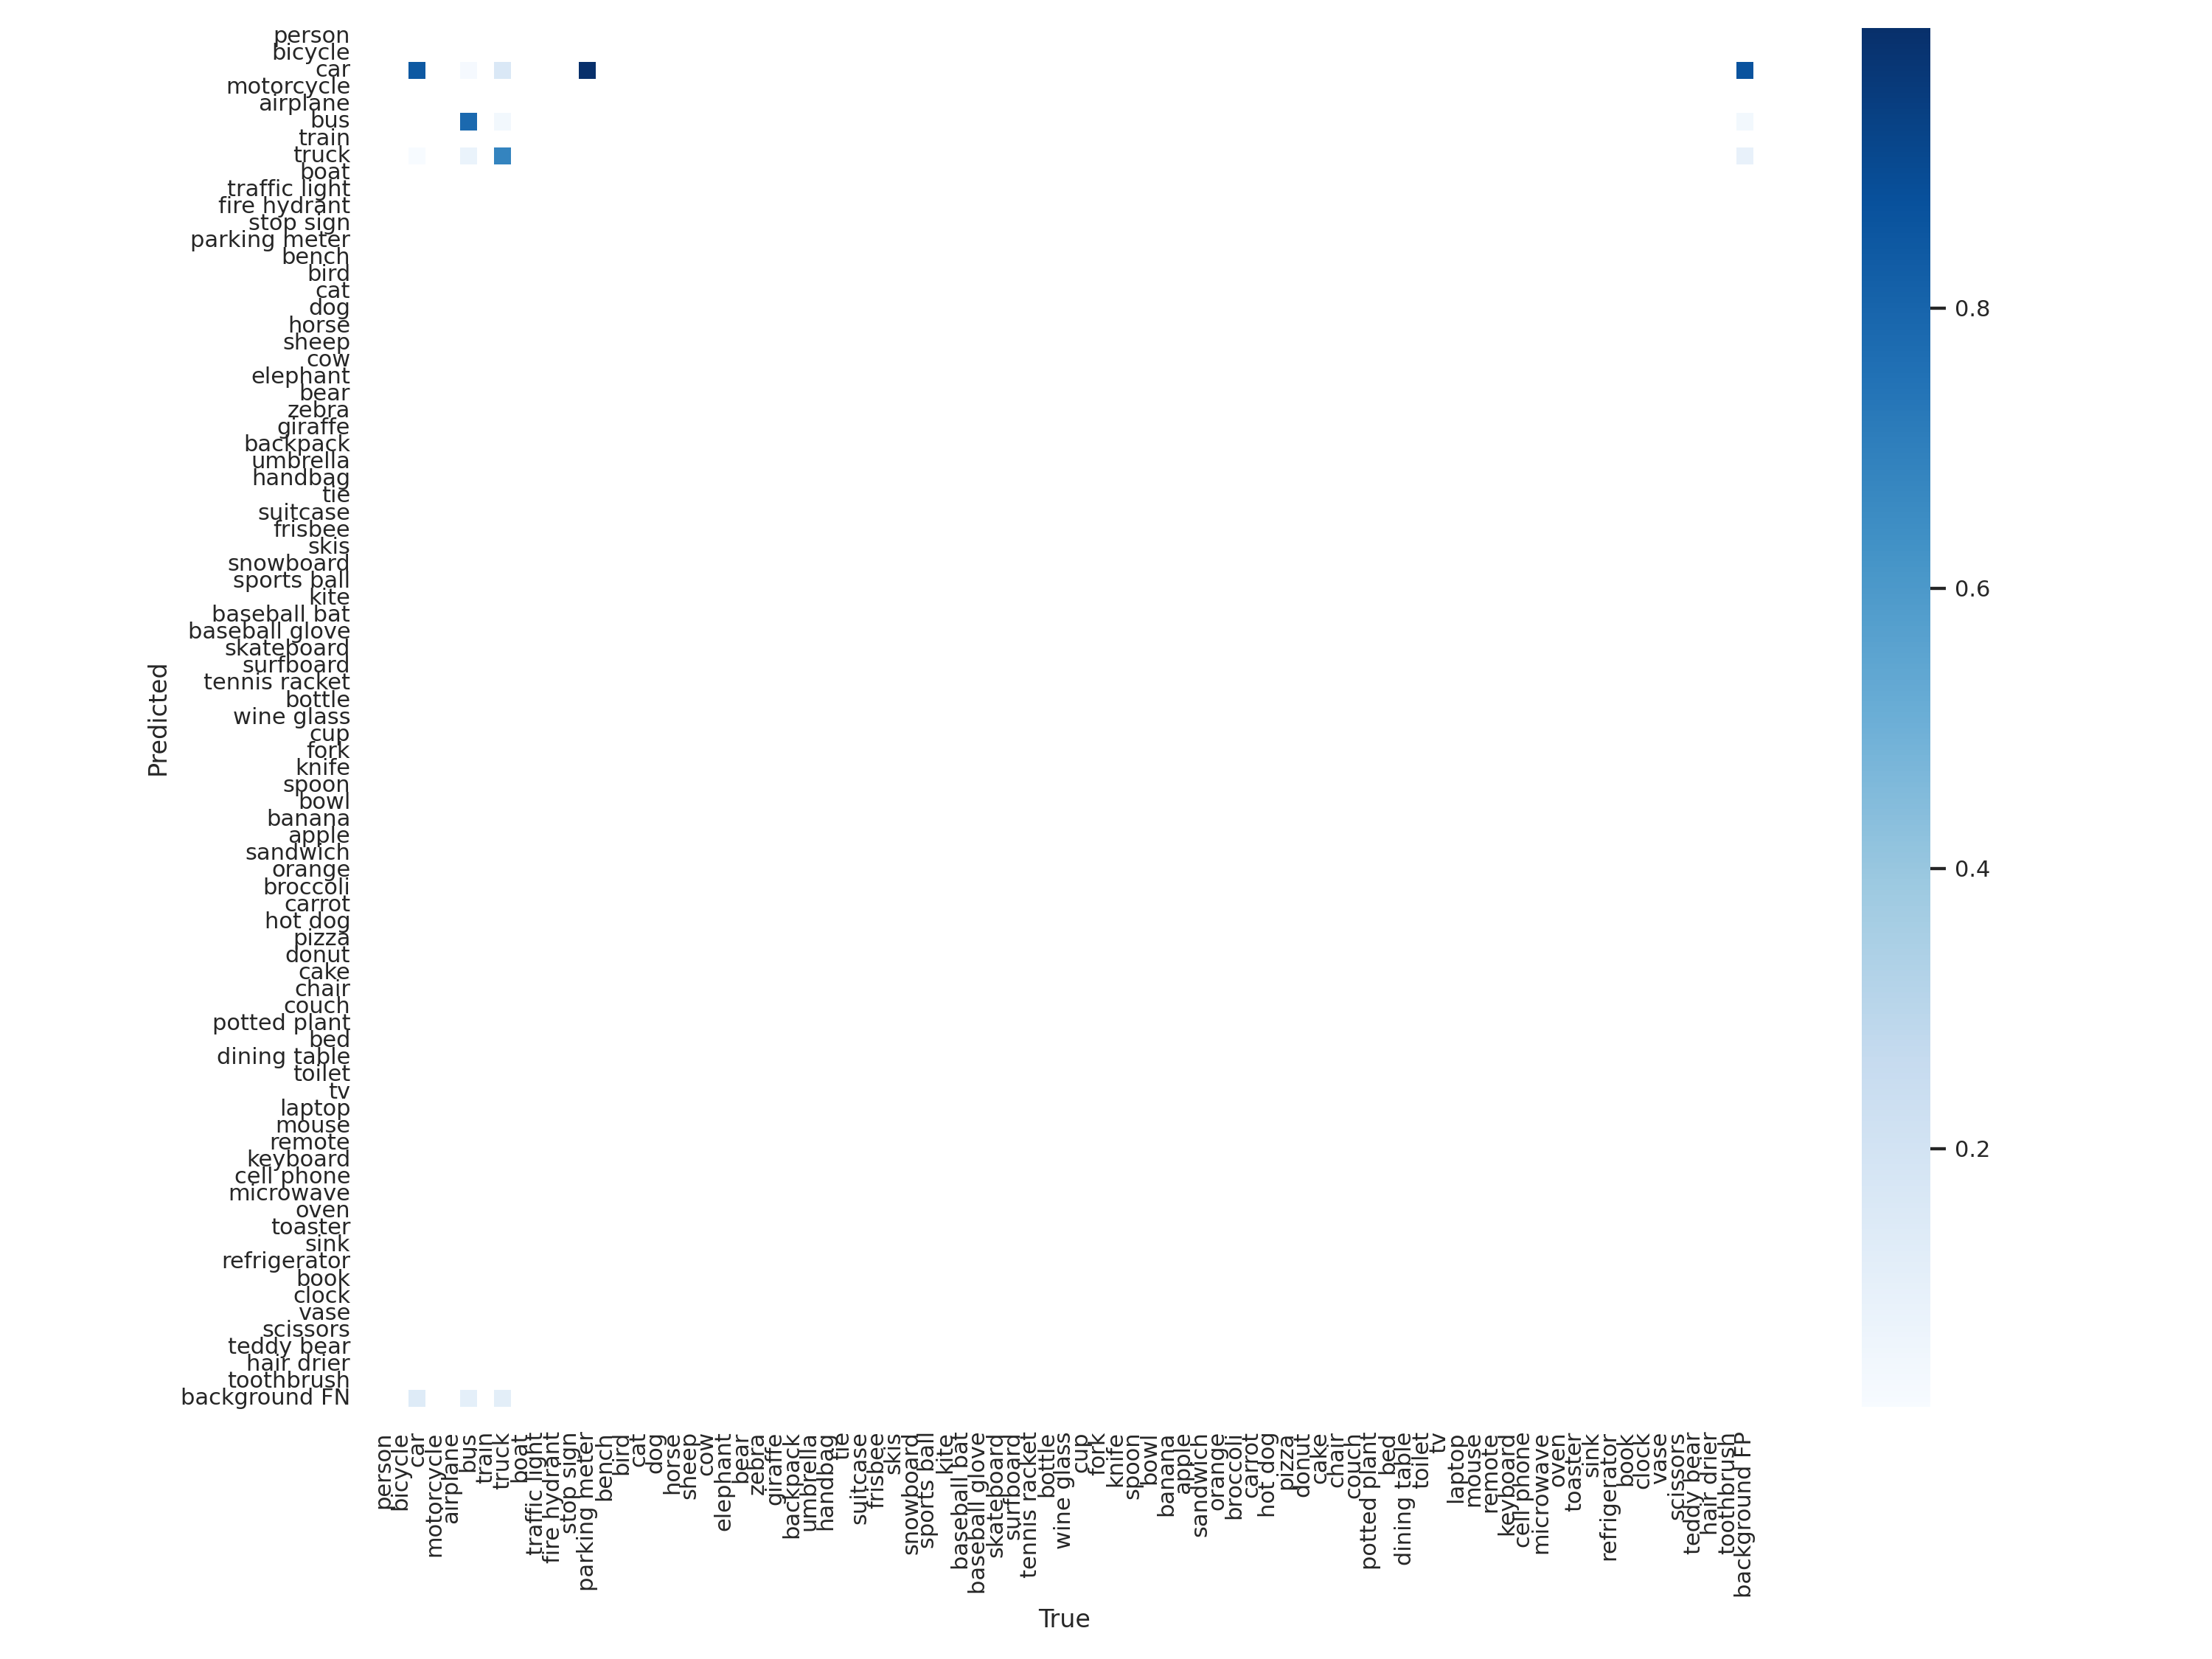 person
bicycle
car
motorcycle
airplane
bus
train
truck
boat
traffic light
fire hydrant
stop sign
parking meter
bench
bird
cat
dog
horse
sheep
cow
elephant
bear
zebra
giraffe
backpack
umbrella
handbag
tie
suitcase
frisbee
skis
snowboard
sports ball
kite
baseball bat
baseball glove
skateboard
surfboard
tennis racket
bottle
wine glass
cup
fork
knife
spoon
bowl
banana
apple
sandwich
orange
broccoli
carrot
hot dog
pizza
donut
cake
chair
couch
potted plant
bed
dining table
toilet
tv
laptop
mouse
remote
keyboard
cell phone
microwave
oven
toaster
sink
refrigerator
book
clock
vase
scissors
teddy bear
hair drier
toothbrush
background FN
Predicted
person
bicycle
car
motorcycle
airplane
bus
train
truck
boat
traffic light
fire hydrant
stop sign
parking meter
bench
bird
cat
dog
horse
sheep
cow
elephant
bear
zebra
giraffe
backpack
umbrella
handbag
tie
suitcase
frisbee
skis
snowboard
sports ball
kite
baseball bat
baseball glove
skateboard
surfboard
tennis racket
bottle
wine glass
cup
fork
knife
spoon
bowl
banana
apple
sandwich
orange
broccoli
carrot
hot dog
pizza
donut
cake
chair
couch
potted plant
bed
dining table
toilet
tv
laptop
mouse
remote
keyboard
cell phone
microwave
oven
toaster
sink
refrigerator
book
clock
vase
scissors
teddy bear
hair drier
toothbrush
background FP
True
0.8
0.6
0.4
0.2